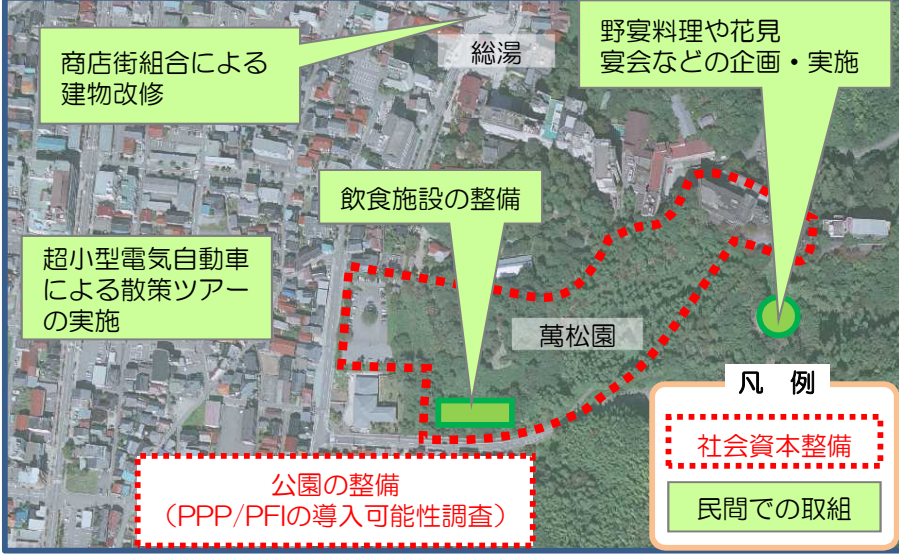 商店街組合による
建物改修
総湯
野宴料理や花見
宴会などの企画・実施
飲食施設の整備
超小型電気自動車
による散策ツアー
の実施
萬松園
公園の整備
（PPP/PFIの導入可能性調査）
凡　例
社会資本整備
民間での取組